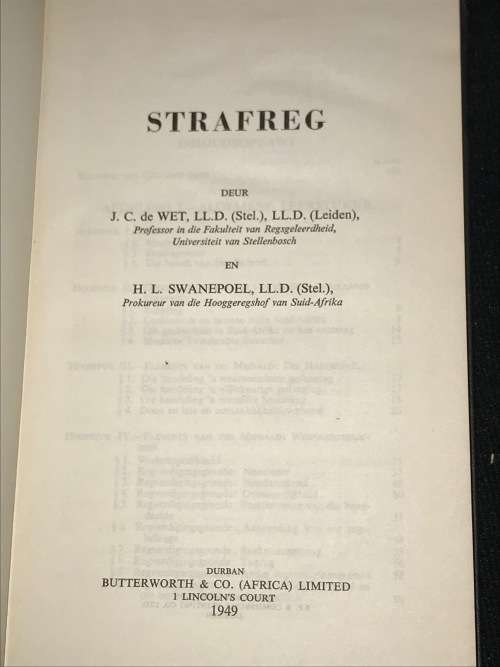 STRAFREG
DEUR
J. C. de WET, LL.D. (Stel.), LL.D. (Leiden),
Professor in die Fakulteit van Regsgeleerdheid,
Universiteit van Stellenbosch
EN
H. L. SWANEPOEL, LL.D. (Stel.),
Prokureur van die Hooggeregshof van Suid-Afrika
DURBAN
BUTTERWORTH & CO. (AFRICA) LIMITED
1 LINCOLN'S COURT
1949